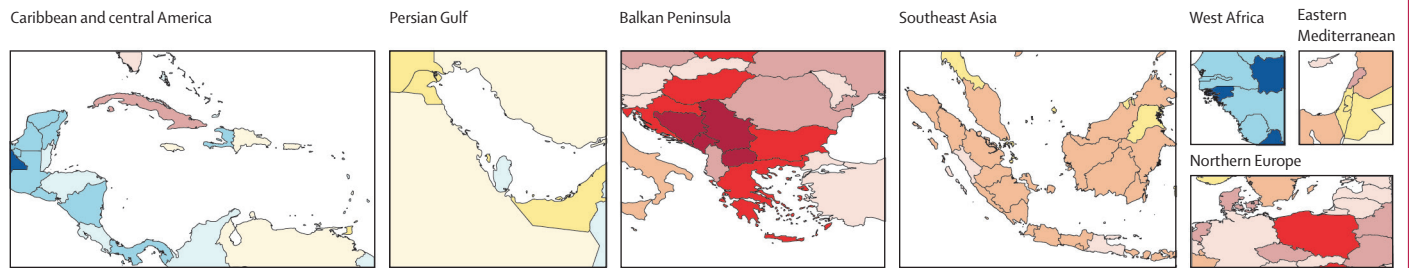 Caribbean and central America
Persian Gulf
Balkan Peninsula
Southeast Asia
West Africa
Eastern
Mediterranean
Northern Europe